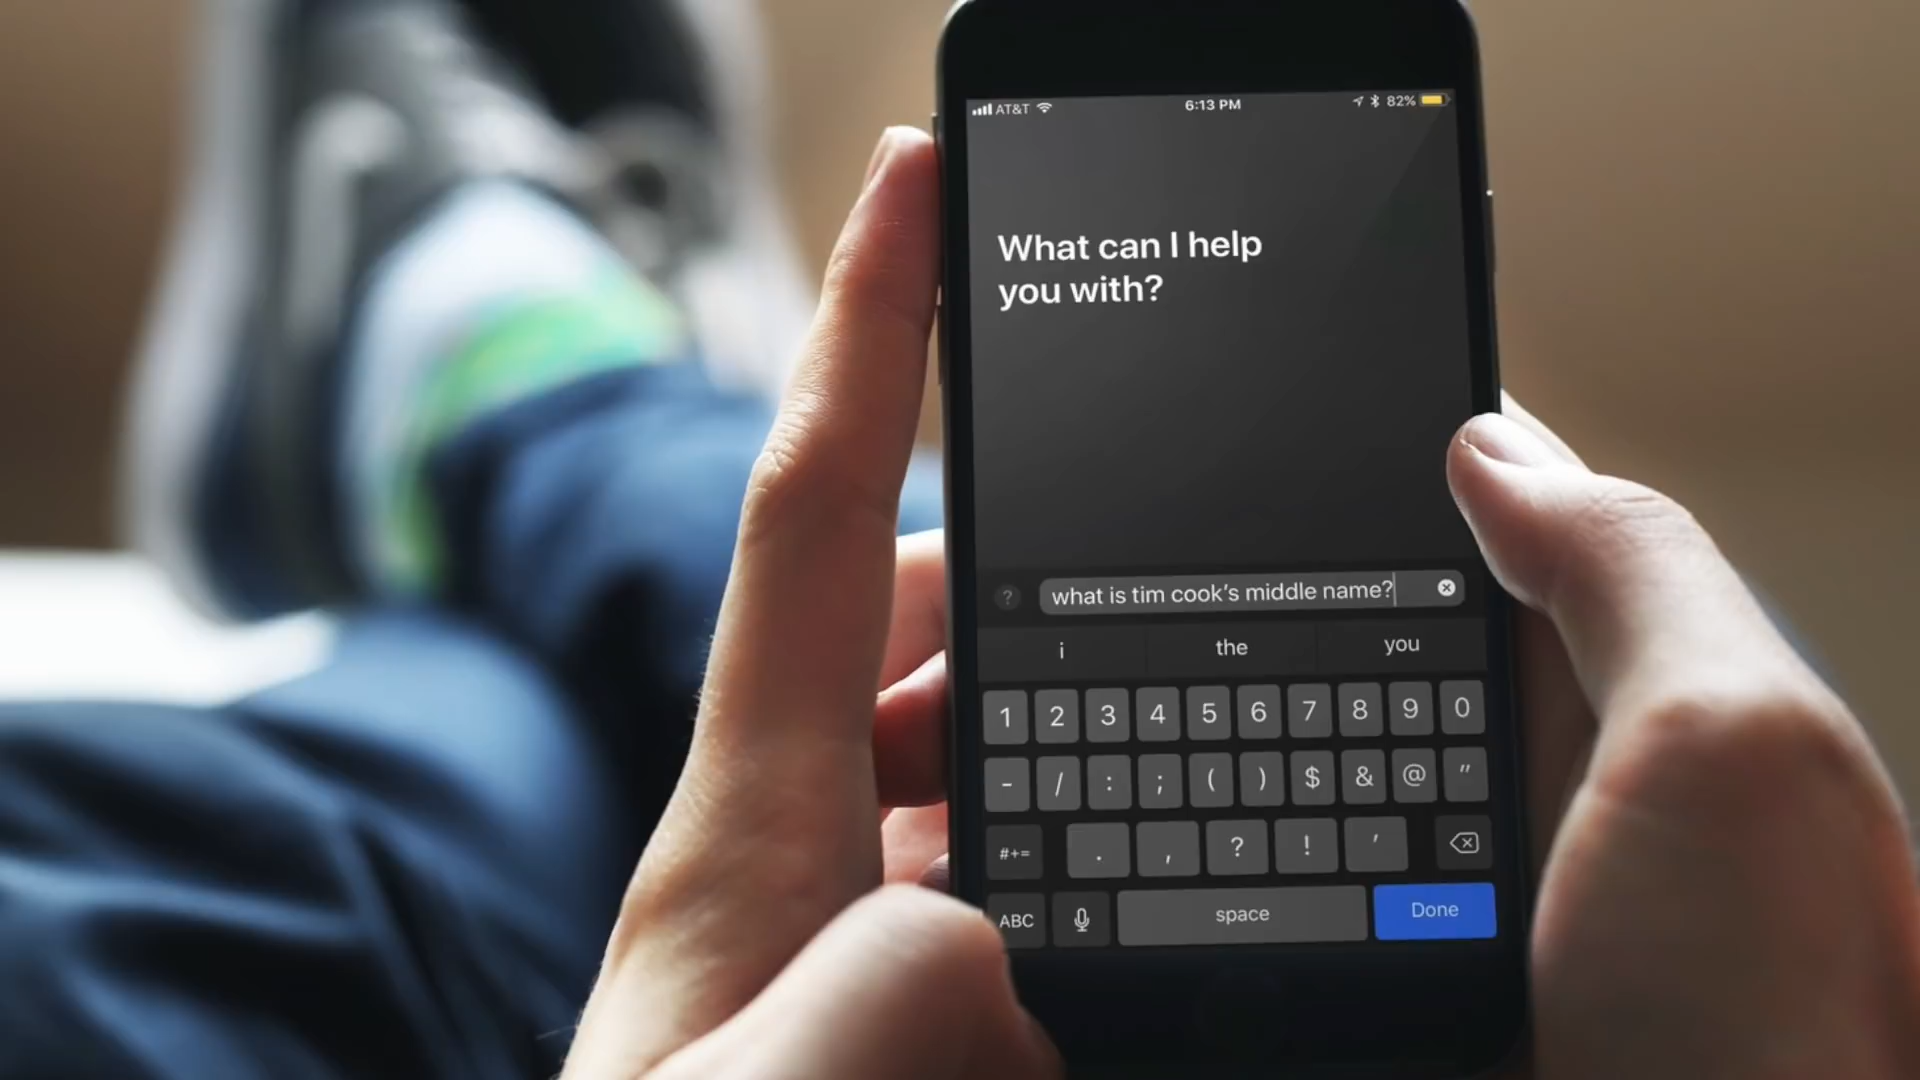 AT&T 6:13 PM 82%
What can I help
you with?
? what is tim cook’s middle name?
i the you
1 2 3 4 5 6 7 8 9 0
- / : ; ( ) $ & @ "
#+= . , ? ! '
ABC space Done